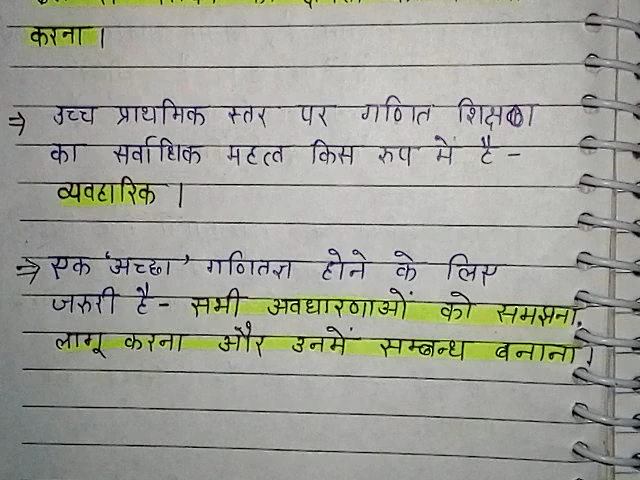 करना ।
⇒ उच्च प्राथमिक स्तर पर गणित शिक्षण
का सर्वाधिक महत्व किस रुप में है -
व्यवहारिक ।
⇒ एक 'अच्छा' गणितज्ञ होने के लिए
जरुरी है - सभी अवधारणाओं को समझना,
लागू करना और उनमें सम्बन्ध बनाना ।